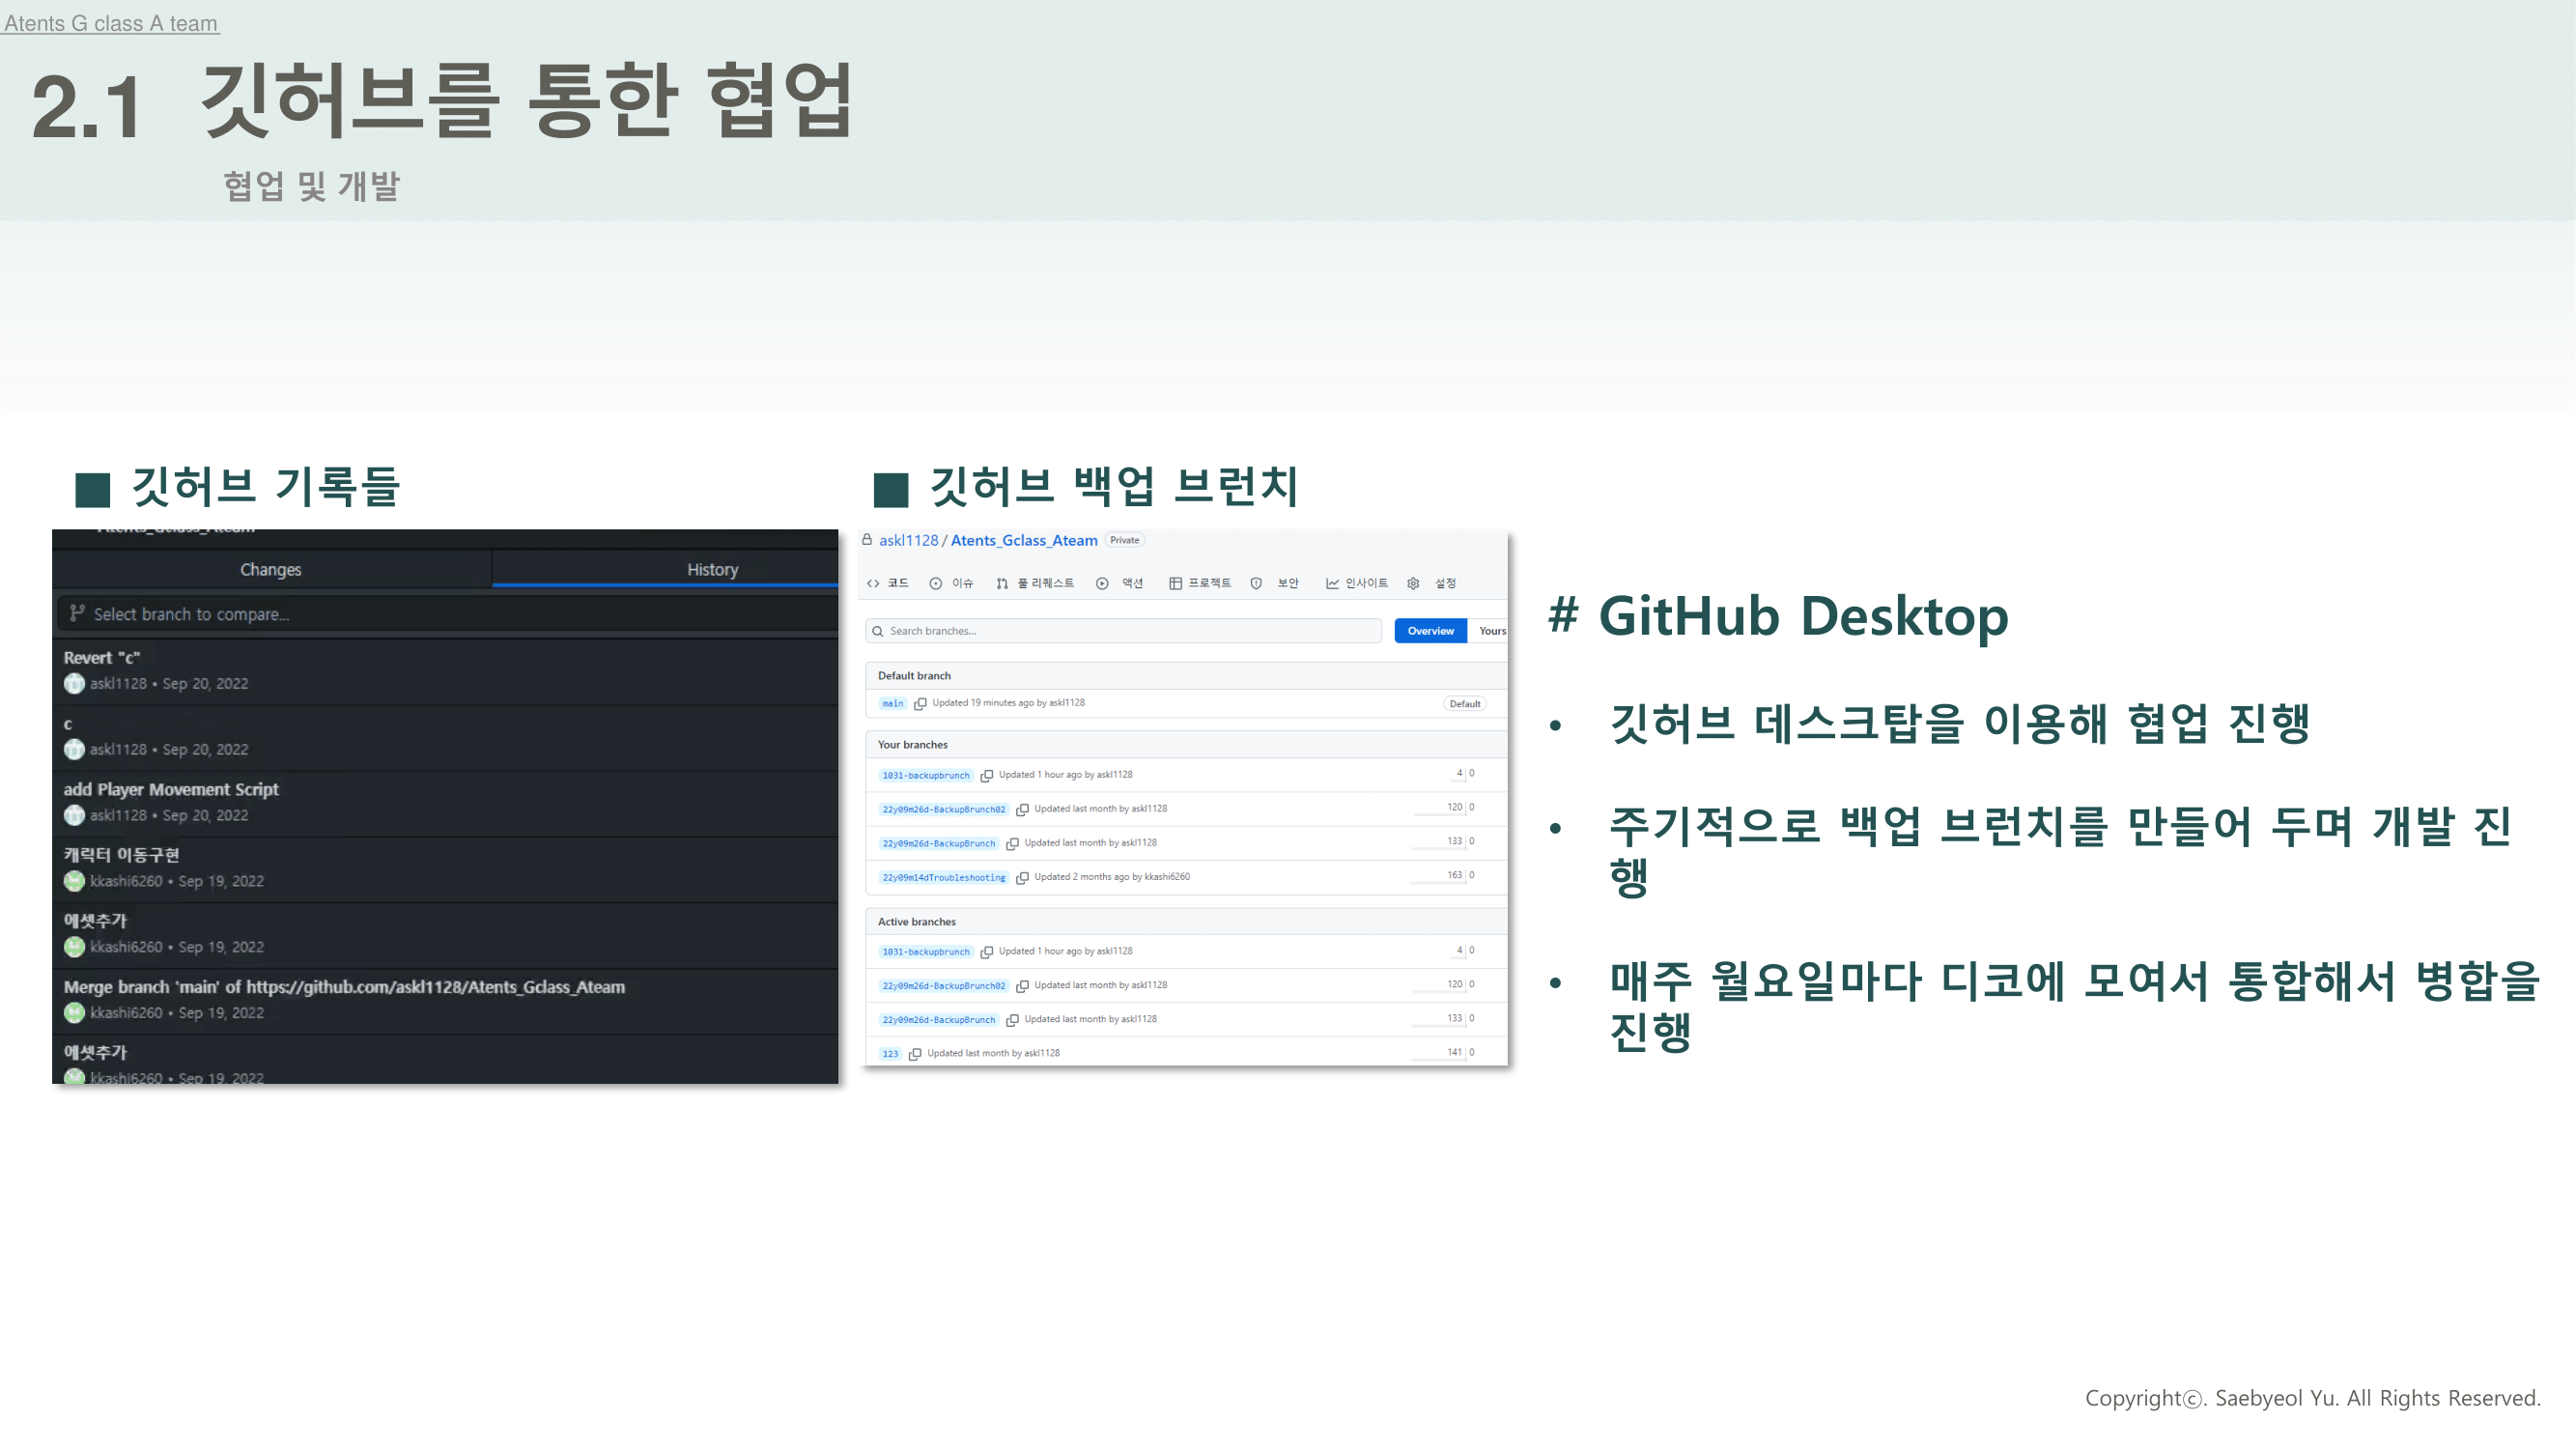 Atents G class A team
2.1 깃허브를 통한 협업
협업 및 개발
■ 깃허브 기록들
Atents_Gclass_Ateam
Changes History
Select branch to compare...
Revert "c"
askl1128 • Sep 20, 2022
c
askl1128 • Sep 20, 2022
add Player Movement Script
askl1128 • Sep 20, 2022
캐릭터 이동구현
kkashi6260 • Sep 19, 2022
에셋추가
kkashi6260 • Sep 19, 2022
Merge branch 'main' of https://github.com/askl1128/Atents_Gclass_Ateam
kkashi6260 • Sep 19, 2022
에셋추가
kkashi6260 • Sep 19, 2022
■ 깃허브 백업 브런치
askl1128 / Atents_Gclass_Ateam Private
코드 이슈 풀 리퀘스트 액션 프로젝트 보안 인사이트 설정
Search branches... Overview Yours
Default branch
main Updated 19 minutes ago by askl1128 Default
Your branches
1031-backupbrunch Updated 1 hour ago by askl1128 4 | 0
22y09m26d-BackupBrunch02 Updated last month by askl1128 120 | 0
22y09m26d-BackupBrunch Updated last month by askl1128 133 | 0
22y09m14dTroubleshooting Updated 2 months ago by kkashi6260 163 | 0
Active branches
1031-backupbrunch Updated 1 hour ago by askl1128 4 | 0
22y09m26d-BackupBrunch02 Updated last month by askl1128 120 | 0
22y09m26d-BackupBrunch Updated last month by askl1128 133 | 0
123 Updated last month by askl1128 141 | 0
# GitHub Desktop
• 깃허브 데스크탑을 이용해 협업 진행
• 주기적으로 백업 브런치를 만들어 두며 개발 진
행
• 매주 월요일마다 디코에 모여서 통합해서 병합을
진행
Copyrightⓒ. Saebyeol Yu. All Rights Reserved.